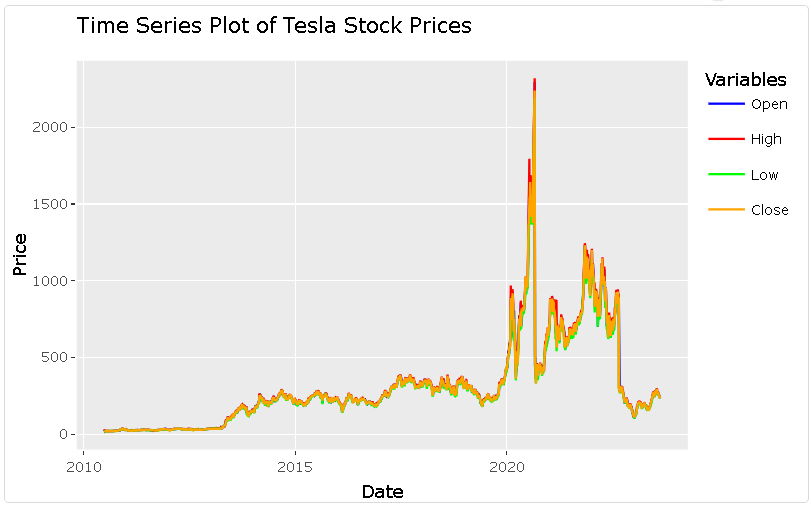 Time Series Plot of Tesla Stock Prices
Variables
Open
High
Low
Close
2000
1500
1000
500
0
Price
2010 2015 2020
Date